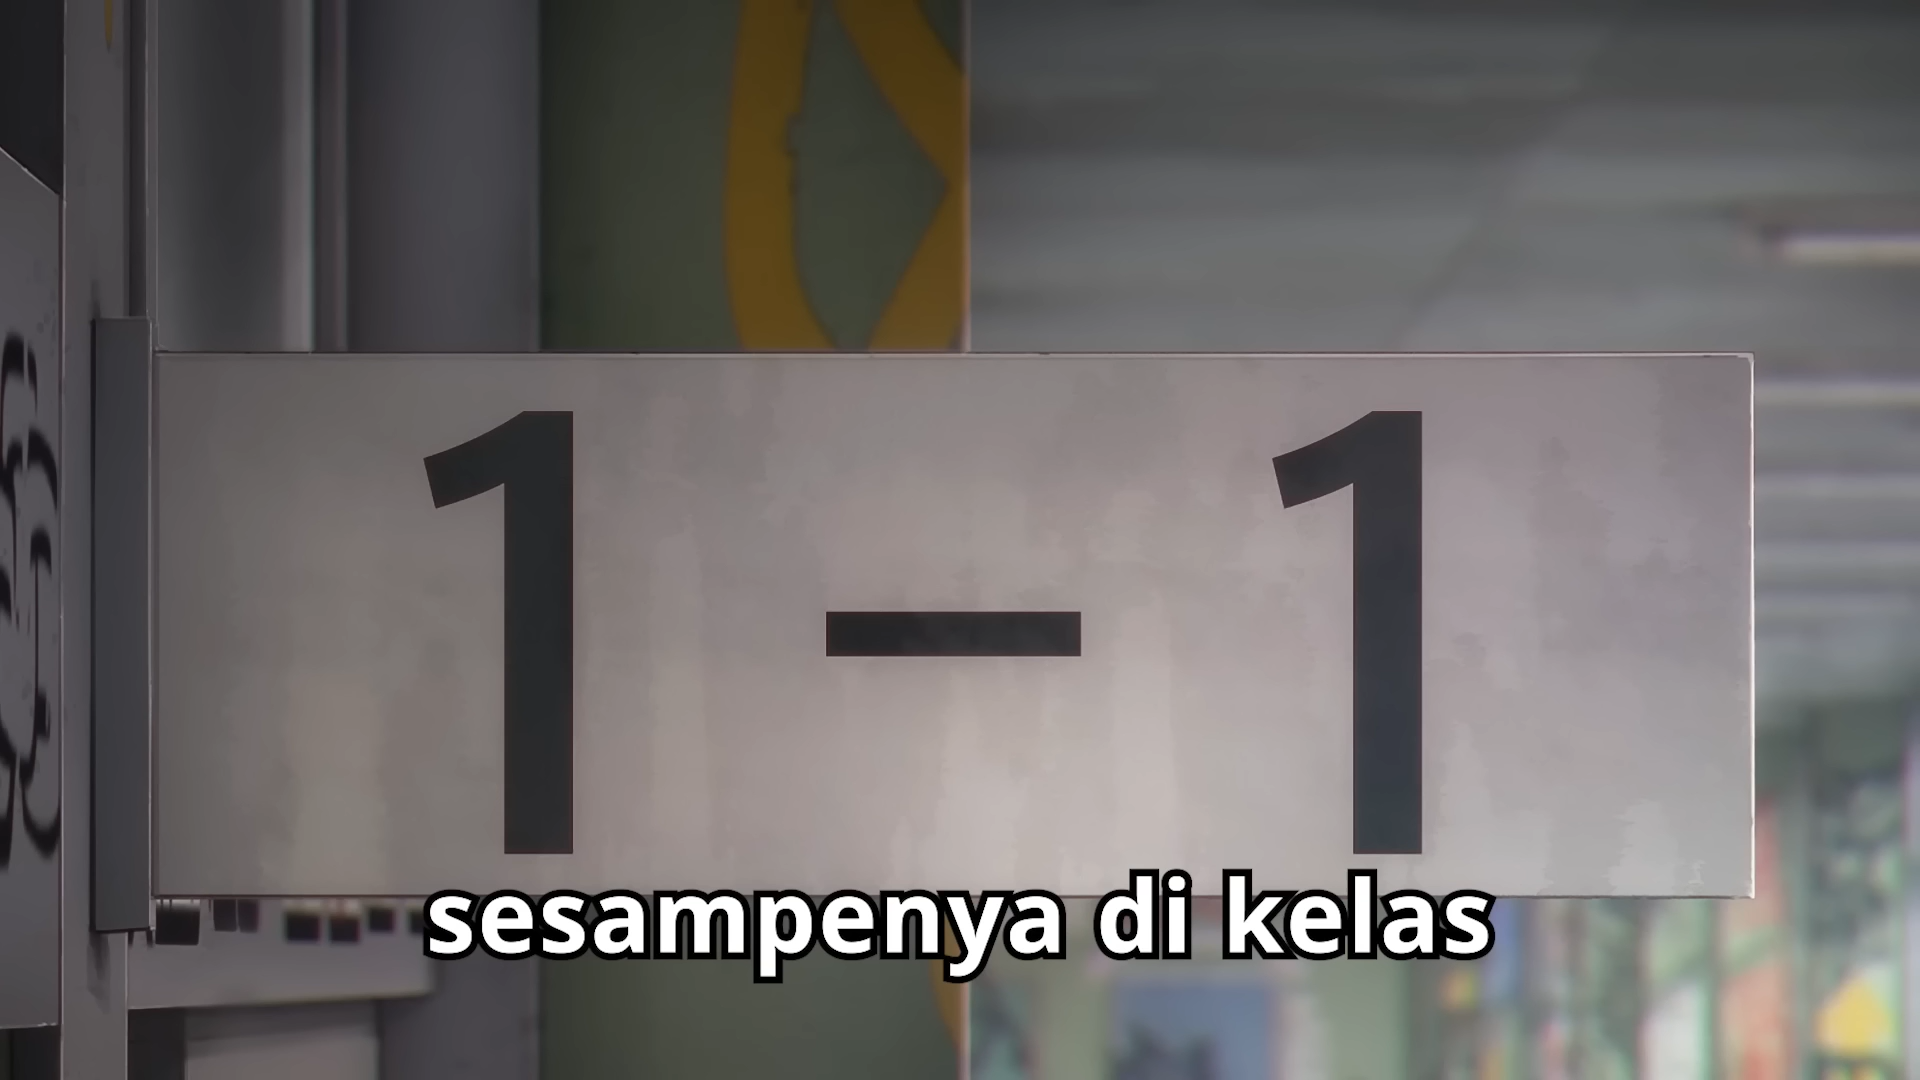 1 - 1
sesampenya di kelas